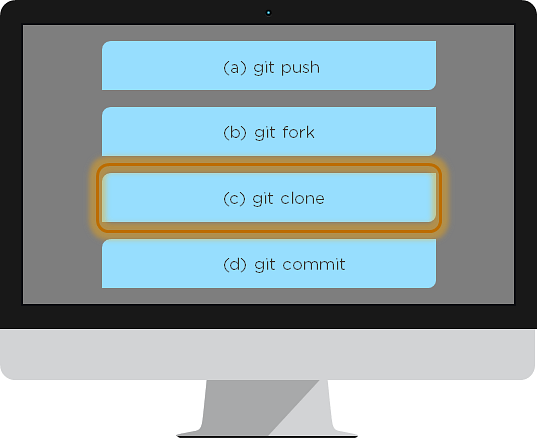 (a) git push
(b) git fork
(c) git clone
(d) git commit